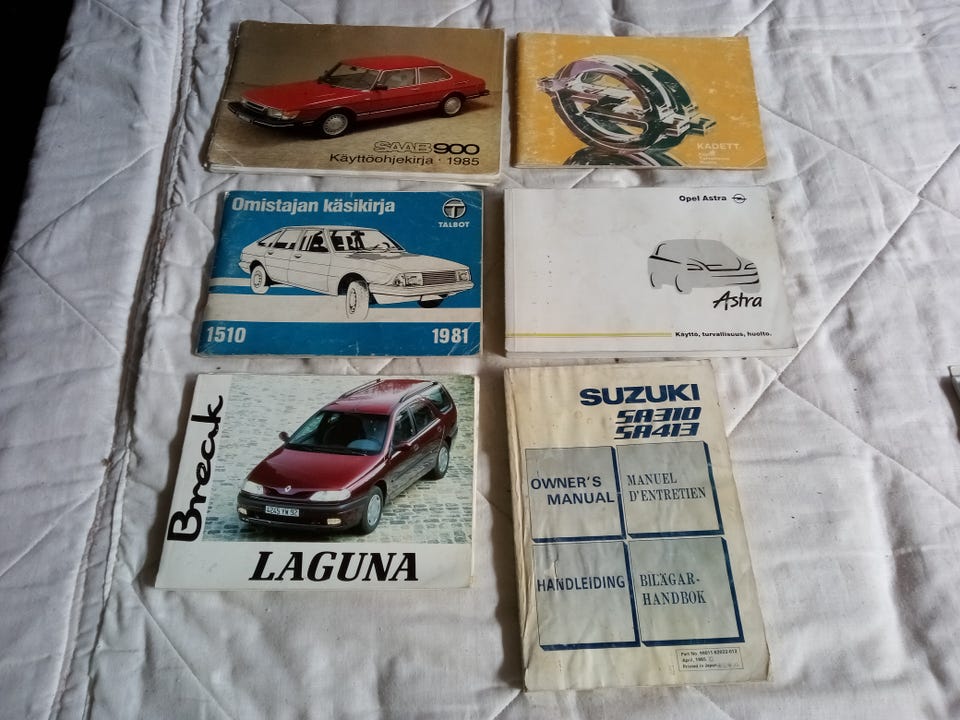 SAAB 900
Käyttöohjekirja · 1985
KADETT
Omistajan käsikirja
TALBOT
1510
1981
Opel Astra
Astra
Käyttö, turvallisuus, huolto.
Break
LAGUNA
SUZUKI
SA310
SA413
OWNER'S
MANUAL
MANUEL
D'ENTRETIEN
HANDLEIDING
BILÄGAR-
HANDBOK
April, 1985
Printed in Japan